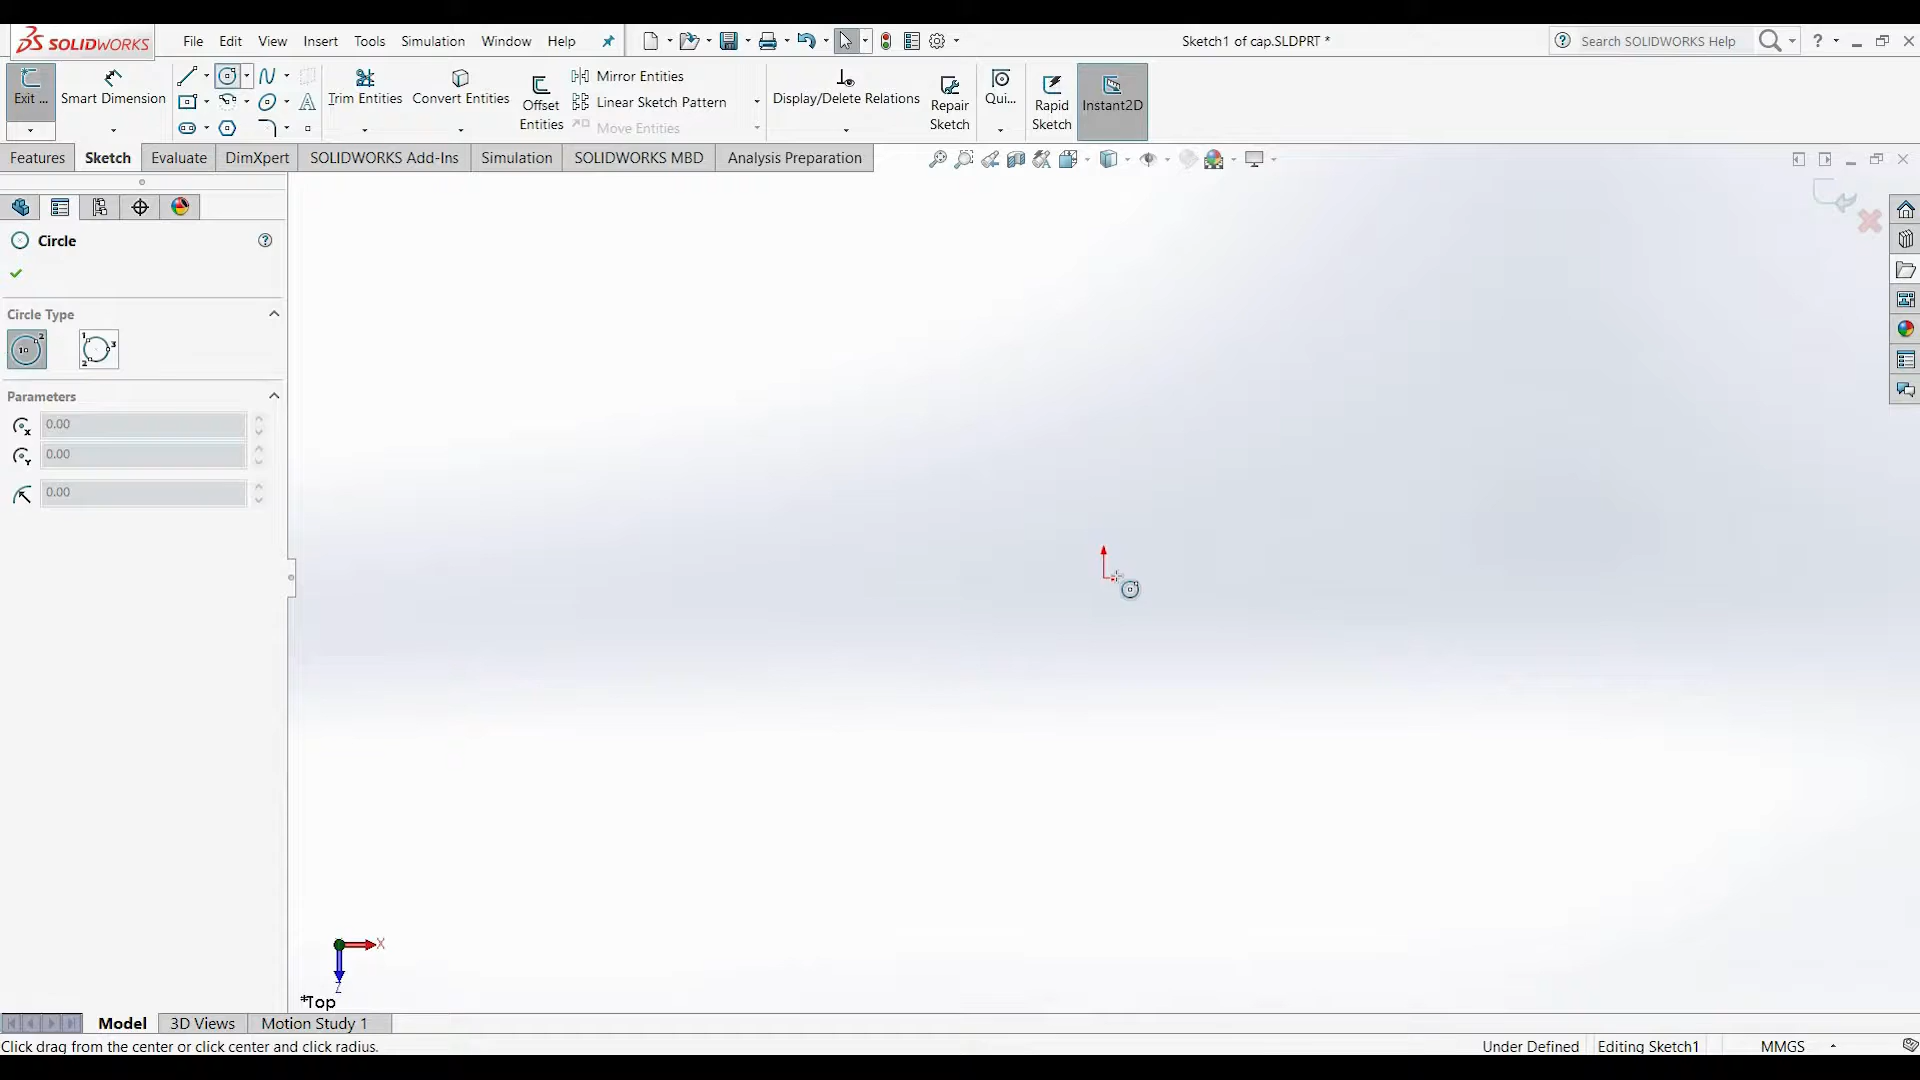 SOLIDWORKS
File Edit View Insert Tools Simulation Window Help
Sketch1 of cap.SLDPRT *
Search SOLIDWORKS Help
Exit ...
Smart Dimension
Trim Entities
Convert Entities
Offset
Entities
Mirror Entities
Linear Sketch Pattern
Move Entities
Display/Delete Relations
Repair
Sketch
Qui...
Rapid
Sketch
Instant2D
Features Sketch Evaluate DimXpert SOLIDWORKS Add-Ins Simulation SOLIDWORKS MBD Analysis Preparation
Circle
Circle Type
Parameters
0.00
0.00
0.00
X
Z
*Top
Model 3D Views Motion Study 1
Click drag from the center or click center and click radius.
Under Defined Editing Sketch1 MMGS